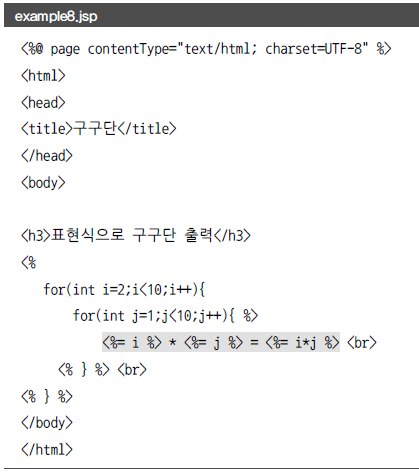 example8.jsp
<%@ page contentType="text/html; charset=UTF-8" %>
<html>
<head>
<title>구구단</title>
</head>
<body>
<h3>표현식으로 구구단 출력</h3>
<%
for(int i=2;i<10;i++){
for(int j=1;j<10;j++){ %>
<%= i %> * <%= j %> = <%= i*j %> <br>
<% } %> <br>
<% } %>
</body>
</html>